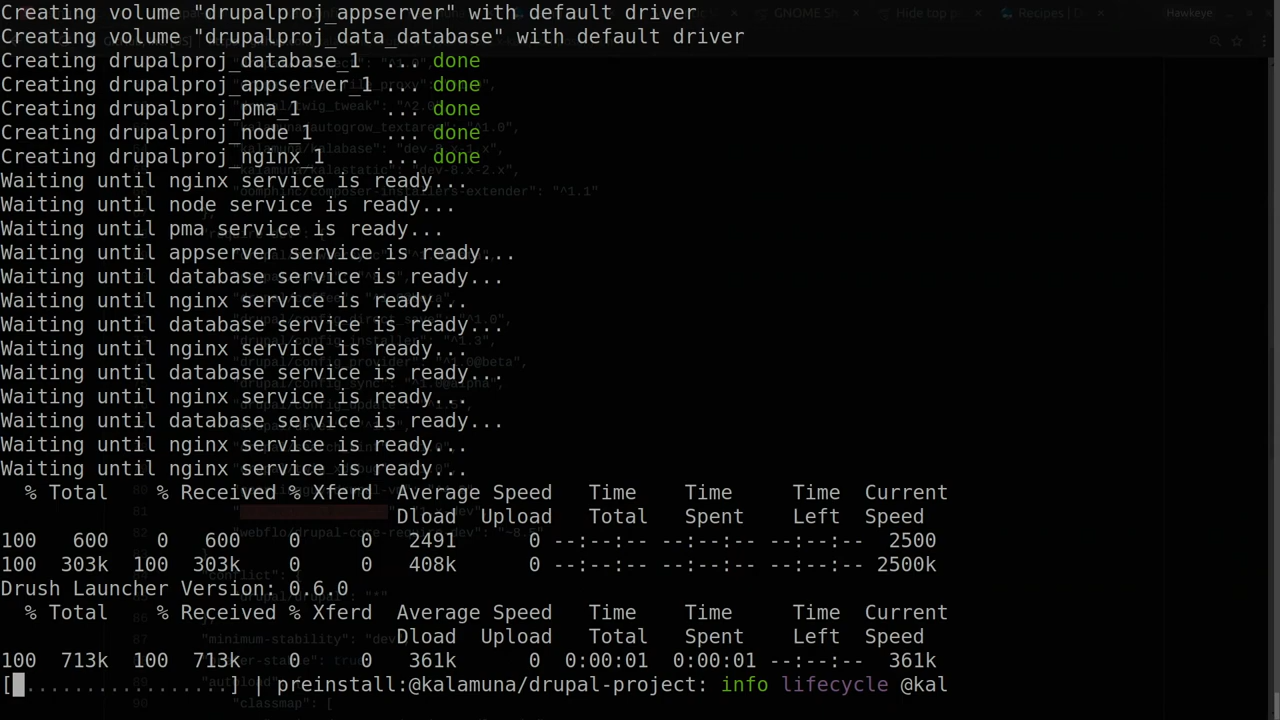 Creating volume "drupalproj_appserver" with default driver
Creating volume "drupalproj_data_database" with default driver
Creating drupalproj_database_1  ... done
Creating drupalproj_appserver_1 ... done
Creating drupalproj_pma_1       ... done
Creating drupalproj_node_1      ... done
Creating drupalproj_nginx_1     ... done
Waiting until nginx service is ready...
Waiting until node service is ready...
Waiting until pma service is ready...
Waiting until appserver service is ready...
Waiting until database service is ready...
Waiting until nginx service is ready...
Waiting until database service is ready...
Waiting until nginx service is ready...
Waiting until database service is ready...
Waiting until nginx service is ready...
Waiting until database service is ready...
Waiting until nginx service is ready...
Waiting until nginx service is ready...
  % Total    % Received % Xferd  Average Speed   Time    Time     Time  Current
                                 Dload  Upload   Total   Spent    Left  Speed
100   600    0   600    0     0   2491      0 --:--:-- --:--:-- --:--:--  2500
100  303k  100  303k    0     0   408k      0 --:--:-- --:--:-- --:--:-- 2500k
Drush Launcher Version: 0.6.0
  % Total    % Received % Xferd  Average Speed   Time    Time     Time  Current
                                 Dload  Upload   Total   Spent    Left  Speed
100  713k  100  713k    0     0   361k      0  0:00:01  0:00:01 --:--:--  361k
[ .................] | preinstall:@kalamuna/drupal-project: info lifecycle @kal